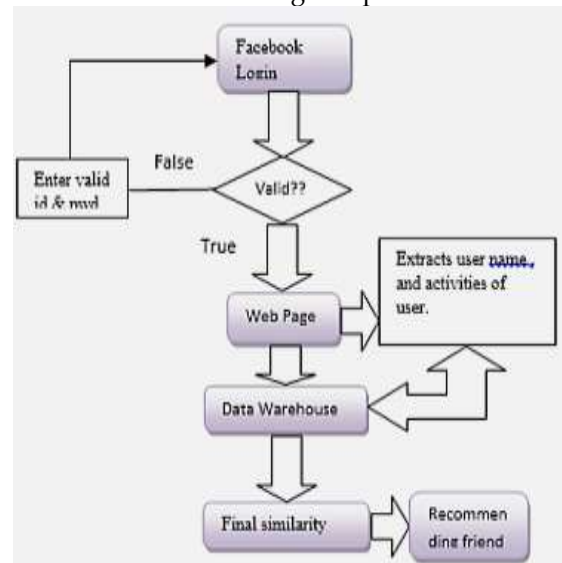 Facebook
Login
False
Valid??
Enter valid
id & pwd
True
Extracts user name,
and activities of
user.
Web Page
Data Warehouse
Final similarity
Recommen
ding friend